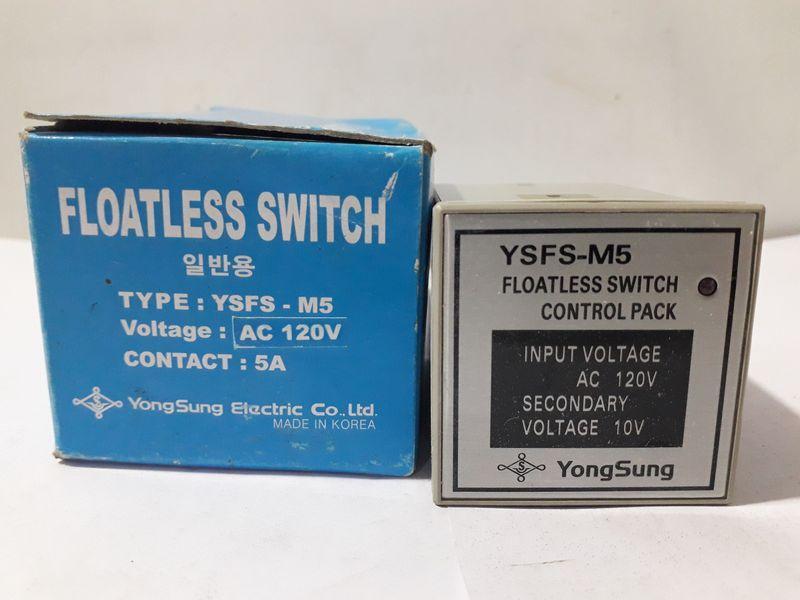 FLOATLESS SWITCH
일반용
TYPE : YSFS - M5
Voltage : AC 120V
CONTACT : 5A
YongSung Electric Co.,Ltd.
MADE IN KOREA
YSFS-M5
FLOATLESS SWITCH
CONTROL PACK
INPUT VOLTAGE
AC 120V
SECONDARY
VOLTAGE 10V
YongSung